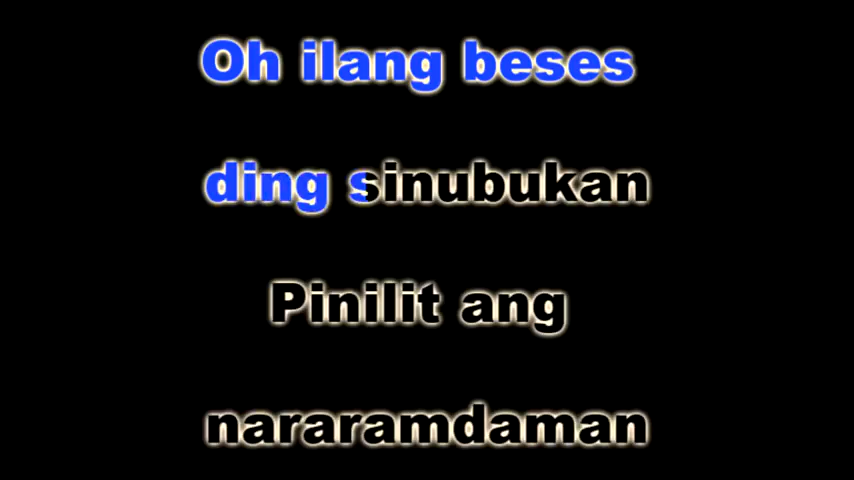 Oh ilang beses
ding sinubukan
Pinilit ang
nararamdaman